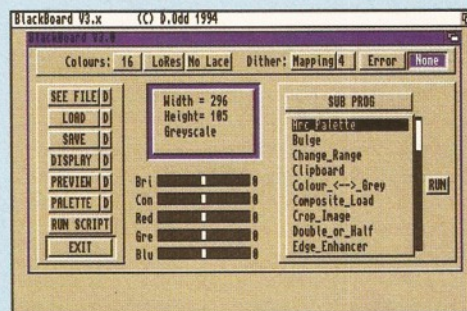 BlackBoard V3.x (C) D.Odd 1994
BlackBoard V3.0
Colours: 16 LoRes No Lace Dither: Mapping 4 Error None
SEE FILE D
LOAD D
SAVE D
DISPLAY D
PREVIEW D
PALETTE D
RUN SCRIPT
EXIT
Width = 296
Height= 105
Greyscale
Bri 0
Con 0
Red 0
Gre 0
Blu 0
SUB PROG
Arc_Palette
Bulge
Change_Range
Clipboard
Colour_<-->_Grey
Composite_Load
Crop_Image
Double_or_Half
Edge_Enhancer
RUN